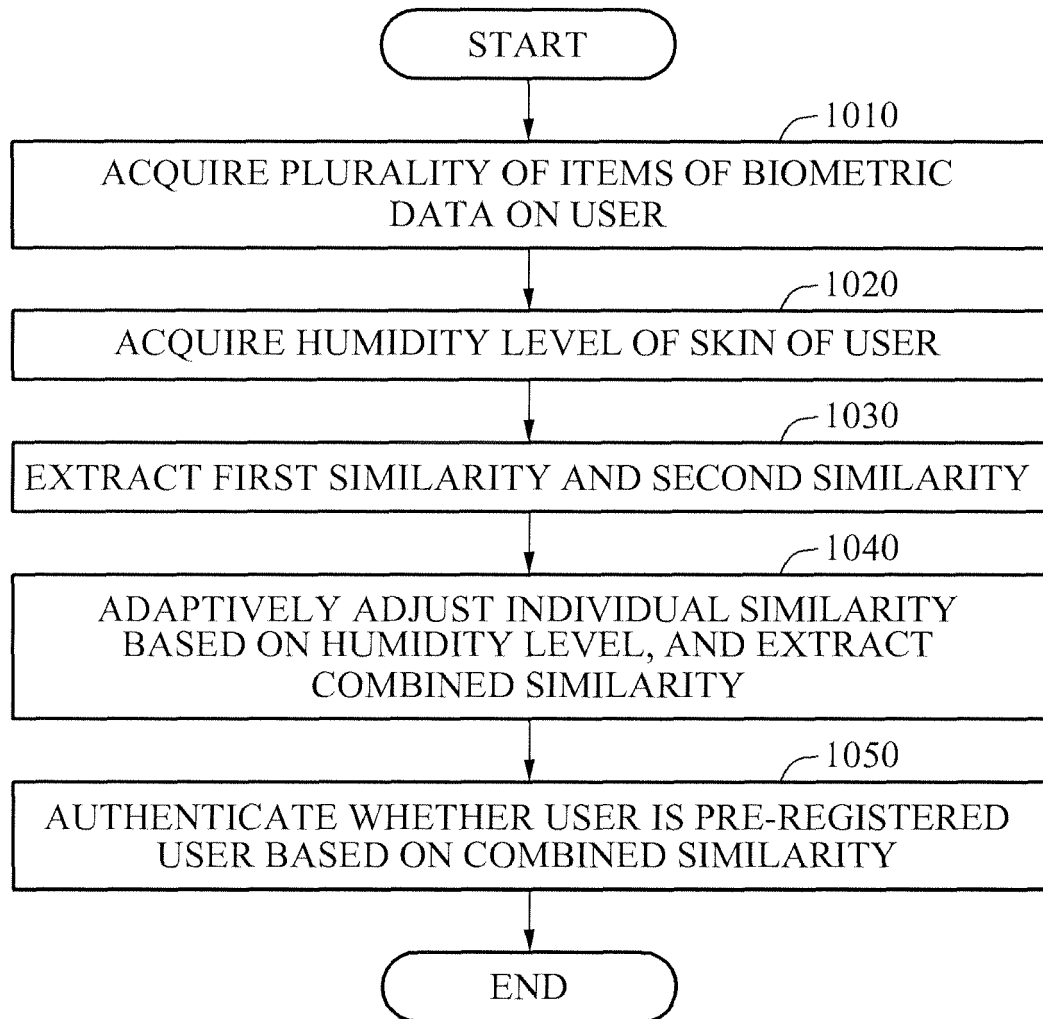 START
1010
ACQUIRE PLURALITY OF ITEMS OF BIOMETRIC
DATA ON USER
1020
ACQUIRE HUMIDITY LEVEL OF SKIN OF USER
1030
EXTRACT FIRST SIMILARITY AND SECOND SIMILARITY
1040
ADAPTIVELY ADJUST INDIVIDUAL SIMILARITY
BASED ON HUMIDITY LEVEL, AND EXTRACT
COMBINED SIMILARITY
1050
AUTHENTICATE WHETHER USER IS PRE-REGISTERED
USER BASED ON COMBINED SIMILARITY
END